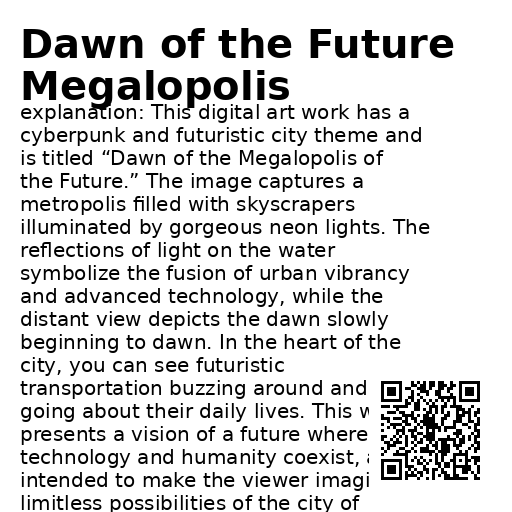 Dawn of the Future
Megalopolis
explanation: This digital art work has a
cyberpunk and futuristic city theme and
is titled “Dawn of the Megalopolis of
the Future.” The image captures a
metropolis filled with skyscrapers
illuminated by gorgeous neon lights. The
reflections of light on the water
symbolize the fusion of urban vibrancy
and advanced technology, while the
distant view depicts the dawn slowly
beginning to dawn. In the heart of the
city, you can see futuristic
transportation buzzing around and
going about their daily lives. This
presents a vision of a future where
technology and humanity coexist,
intended to make the viewer
limitless possibilities of the city of